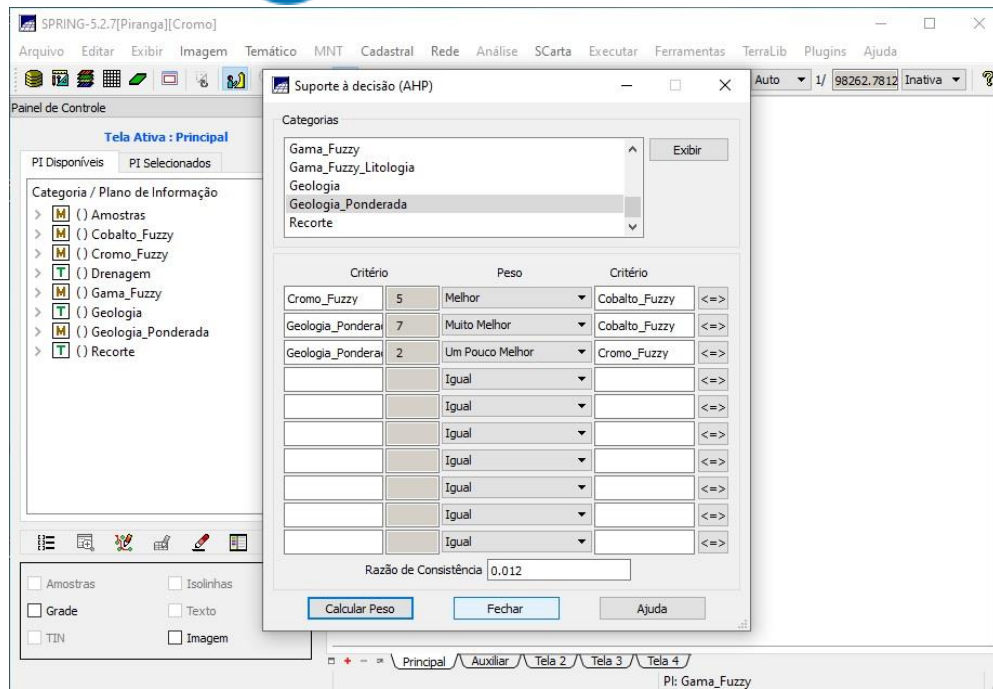 SPRING-5.2.7[Piranga][Cromo]
Arquivo Editar Exibir Imagem Temático MNT Cadastral Rede Análise SCarta Executar Ferramentas TerraLib Plugins Ajuda
Auto 1/ 98262.7812 Inativa
Painel de Controle
Tela Ativa : Principal
PI Disponíveis PI Selecionados
Categoria / Plano de Informação
M () Amostras
M () Cobalto_Fuzzy
M () Cromo_Fuzzy
T () Drenagem
M () Gama_Fuzzy
T () Geologia
M () Geologia_Ponderada
T () Recorte
Amostras Isolinhas
Grade Texto
TIN Imagem
Suporte à decisão (AHP)
Categorias
Gama_Fuzzy
Gama_Fuzzy_Litologia
Geologia
Geologia_Ponderada
Recorte
Exibir
Critério Peso Critério
Cromo_Fuzzy 5 Melhor Cobalto_Fuzzy <=>
Geologia_Pondera 7 Muito Melhor Cobalto_Fuzzy <=>
Geologia_Pondera 2 Um Pouco Melhor Cromo_Fuzzy <=>
Igual <=>
Igual <=>
Igual <=>
Igual <=>
Igual <=>
Igual <=>
Igual <=>
Razão de Consistência 0.012
Calcular Peso Fechar Ajuda
Principal Auxiliar Tela 2 Tela 3 Tela 4
PI: Gama_Fuzzy